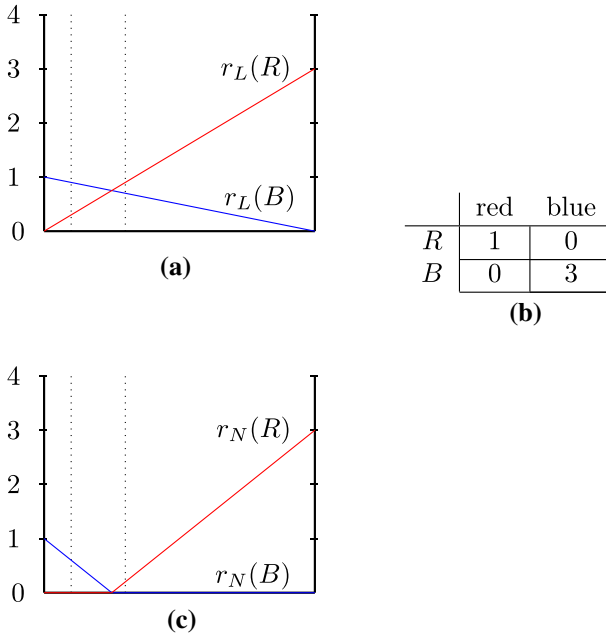 4
3
2
1
0
r_L(R)
r_L(B)
(a)
red blue
R 1 0
B 0 3
(b)
4
3
2
1
0
r_N(R)
r_N(B)
(c)